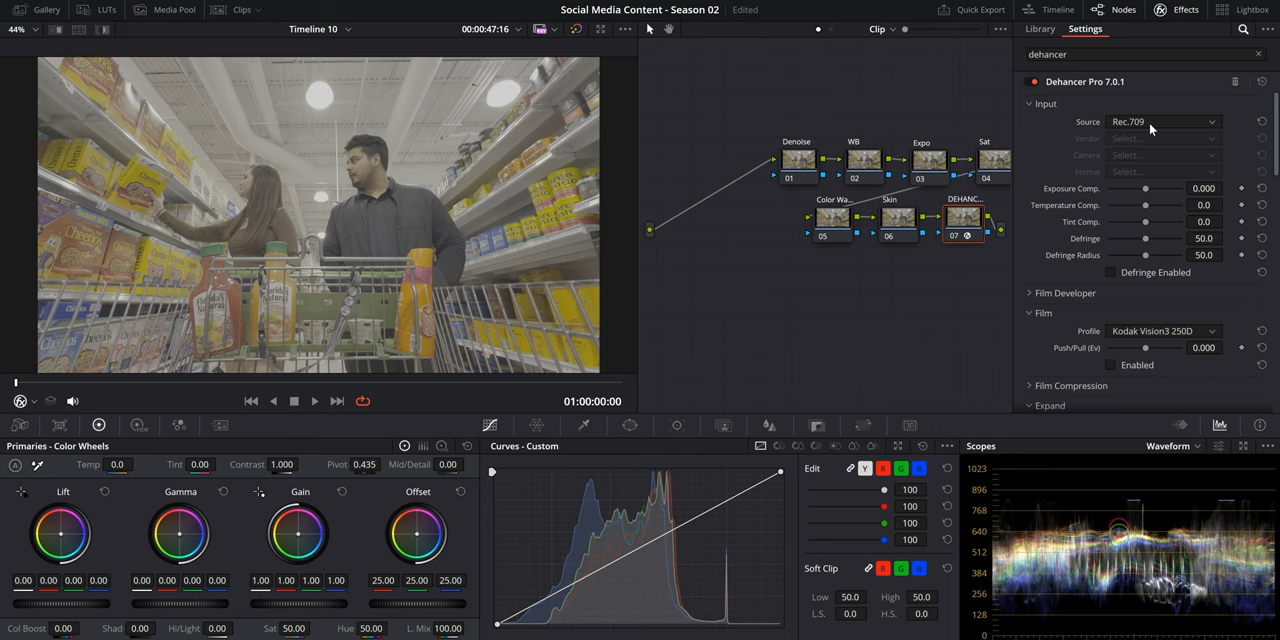 Gallery LUTs Media Pool Clips Social Media Content - Season 02 Edited Quick Export Timeline Nodes Effects Lightbox
44% Timeline 10 00:00:47:16 Clip Library Settings
dehancer
Dehancer Pro 7.0.1
Input
Source Rec.709
Vendor Select...
Camera Select...
Format Select...
Exposure Comp. 0.000
Temperature Comp. 0.0
Tint Comp. 0.0
Defringe 50.0
Defringe Radius 50.0
Defringe Enabled
Film Developer
Film
Profile Kodak Vision3 250D
Push/Pull (Ev) 0.000
Enabled
Film Compression
Expand
Denoise WB Expo Sat
01 02 03 04
Color Wa... Skin DEHANC...
05 06 07
Florida's Natural
Cheerios
01:00:00:00
Primaries - Color Wheels
Temp 0.0 Tint 0.00 Contrast 1.000 Pivot 0.435 Mid/Detail 0.00
Lift Gamma Gain Offset
0.00 0.00 0.00 0.00 0.00 0.00 0.00 0.00 1.00 1.00 1.00 1.00 25.00 25.00 25.00
Col Boost 0.00 Shad 0.00 Hi/Light 0.00 Sat 50.00 Hue 50.00 L. Mix 100.00
Curves - Custom
Edit Y R G B
100
100
100
100
Soft Clip R G B
Low 50.0 High 50.0
L.S. 0.0 H.S. 0.0
Scopes Waveform
1023
896
768
640
512
384
256
128
0